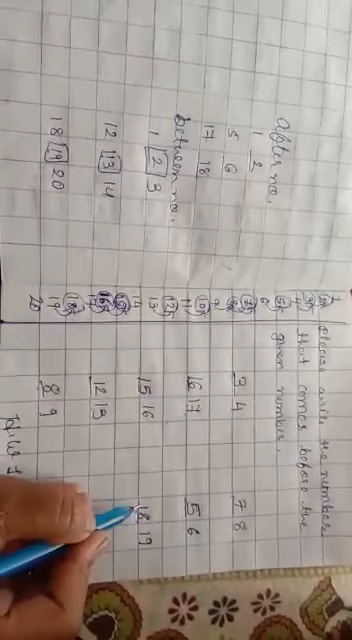 After no.
1 2
5 6
17 18
between no.
1 2 3
12 13 14
18 19 20
Please write the number
that comes before the
given number.
3 4
7 8
16 17
5 6
15 16
18 19
12 13
8 9
H.W